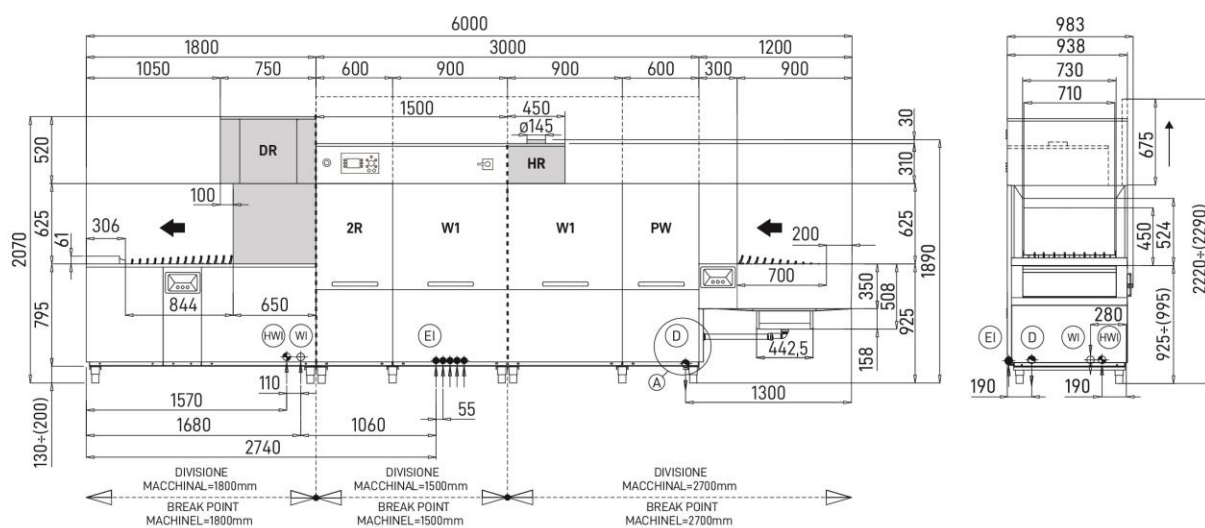 6000
983
1800
3000
1200
938
1050
750
600
900
900
600
300
900
730
710
1500
450
ø145
30
520
DR
HR
310
675
100
625
2R
W1
W1
PW
625
306
200
61
2070
1890
450
524
2220÷(2290)
844
650
700
350
508
795
HWI
WI
EI
D
442,5
158
925
280
EI
D
WI
HWI
925÷(995)
A
110
55
1300
190
190
1570
1680
1060
2740
130÷(200)
DIVISIONE
MACCHINAL=1800mm
DIVISIONE
MACCHINAL=1500mm
DIVISIONE
MACCHINAL=2700mm
BREAK POINT
MACHINEL=1800mm
BREAK POINT
MACHINEL=1500mm
BREAK POINT
MACHINEL=2700mm